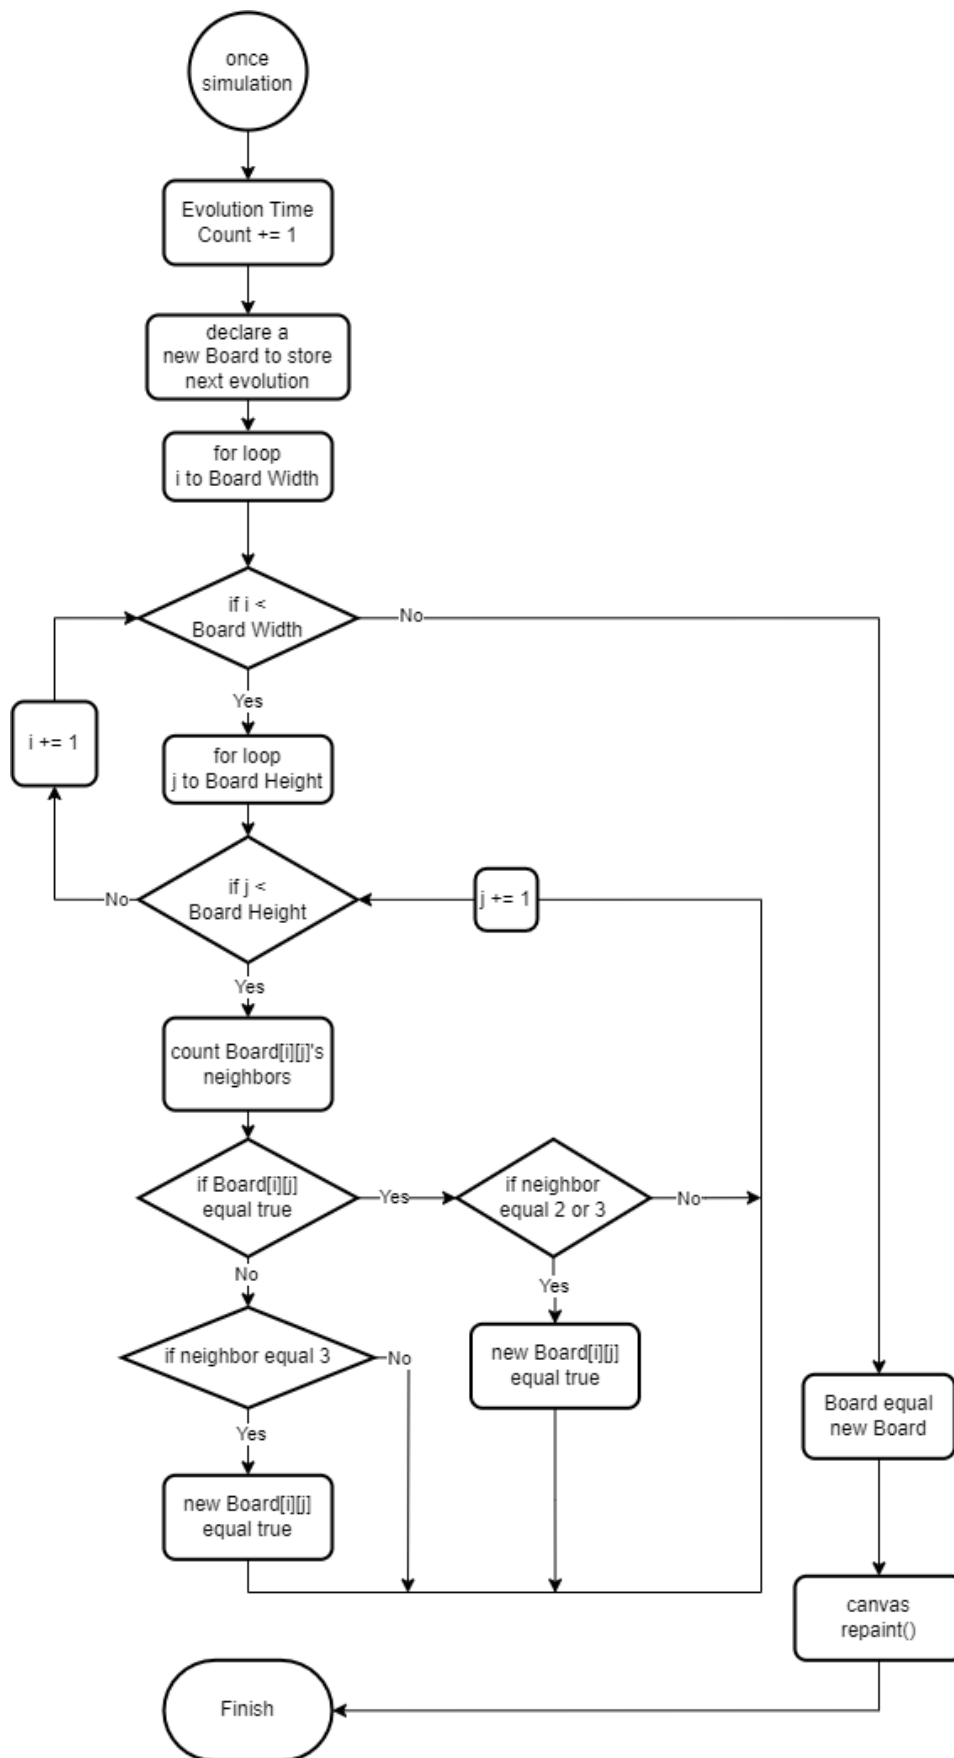 once
simulation
Evolution Time
Count += 1
declare a
new Board to store
next evolution
for loop
i to Board Width
if i <
Board Width
No
Yes
i += 1
for loop
j to Board Height
if j <
Board Height
No
j += 1
Yes
count Board[i][j]'s
neighbors
if Board[i][j]
equal true
Yes
if neighbor
equal 2 or 3
No
No
Yes
if neighbor equal 3
No
new Board[i][j]
equal true
Board equal
new Board
Yes
new Board[i][j]
equal true
canvas
repaint()
Finish